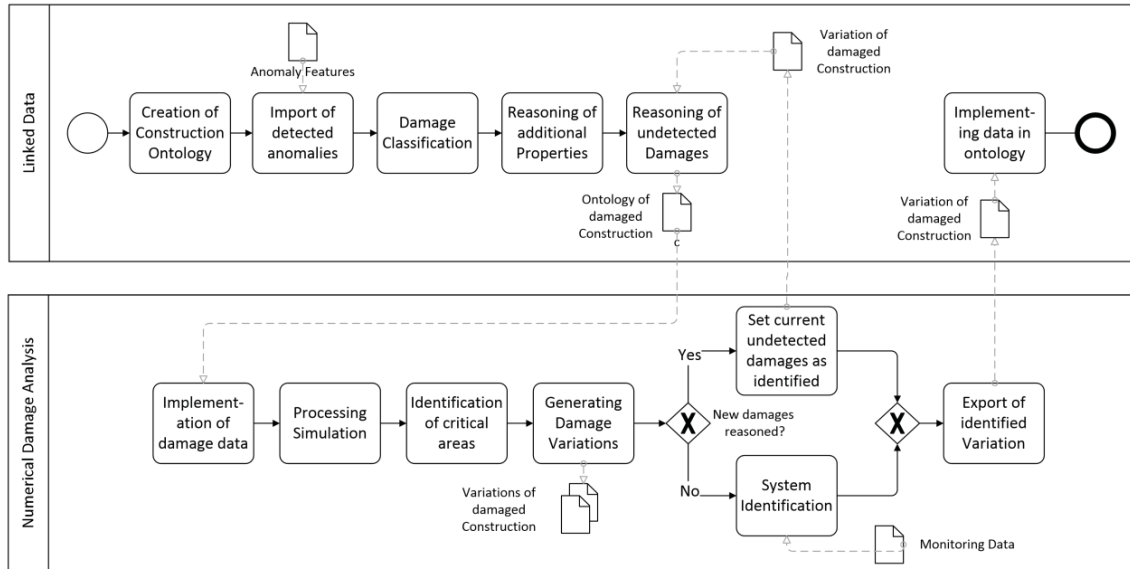 Linked Data
Anomaly Features
Variation of
damaged
Construction
Creation of
Construction
Ontology
Import of
detected
anomalies
Damage
Classification
Reasoning of
additional
Properties
Reasoning of
undetected
Damages
Implement-
ing data in
ontology
Ontology of
damaged
Construction
c
Variation of
damaged
Construction
Numerical Damage Analysis
Implement-
ation of
damage data
Processing
Simulation
Identification
of critical
areas
Generating
Damage
Variations
Variations of
damaged
Construction
Yes
Set current
undetected
damages as
identified
X
New damages
reasoned?
No
System
Identification
X
Export of
identified
Variation
Monitoring Data